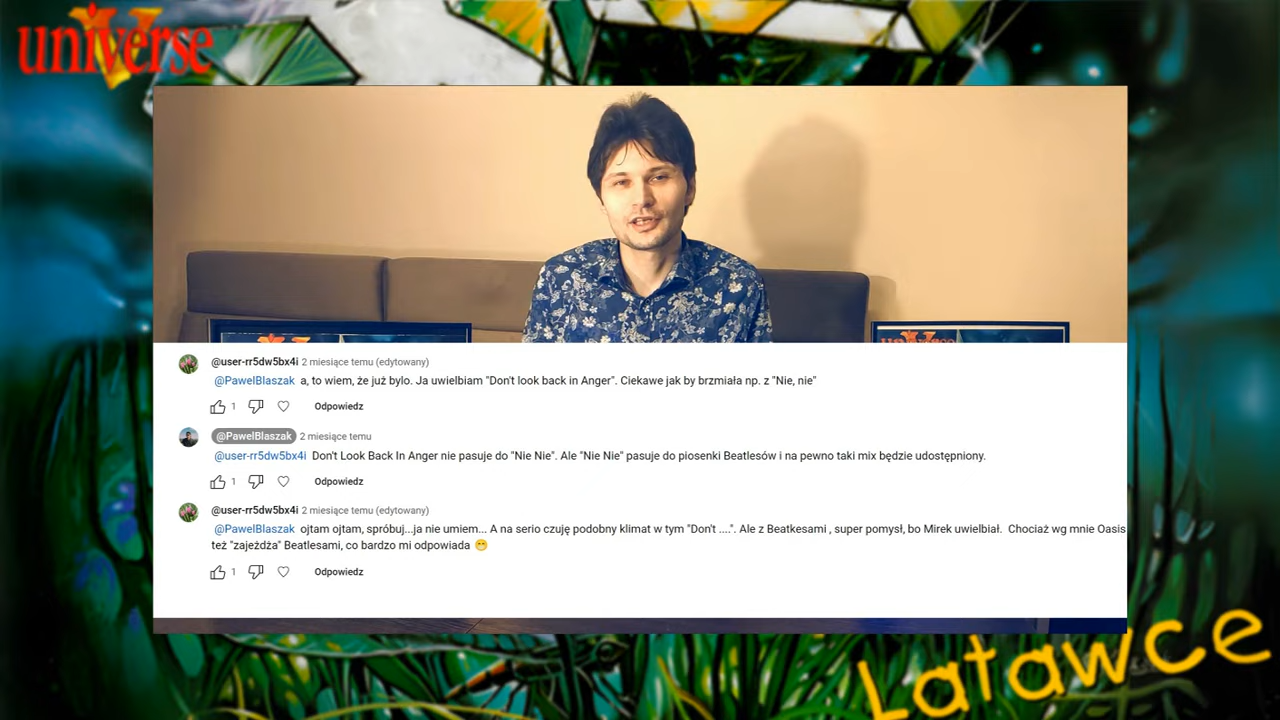 universe
@user-rr5dw5bx4i 2 miesiące temu (edytowany)
@PawelBlaszak a, to wiem, że już bylo. Ja uwielbiam "Don't look back in Anger". Ciekawe jak by brzmiała np. z "Nie, nie"
1 Odpowiedz
@PawelBlaszak 2 miesiące temu
@user-rr5dw5bx4i Don't Look Back In Anger nie pasuje do "Nie Nie". Ale "Nie Nie" pasuje do piosenki Beatlesów i na pewno taki mix będzie udostępniony.
1 Odpowiedz
@user-rr5dw5bx4i 2 miesiące temu (edytowany)
@PawelBlaszak ojtam ojtam, spróbuj...ja nie umiem... A na serio czuję podobny klimat w tym "Don't ....". Ale z Beatkesami , super pomysł, bo Mirek uwielbiał. Chociaż wg mnie Oasis
też "zajeżdża" Beatlesami, co bardzo mi odpowiada 😁
1 Odpowiedz
Latawce